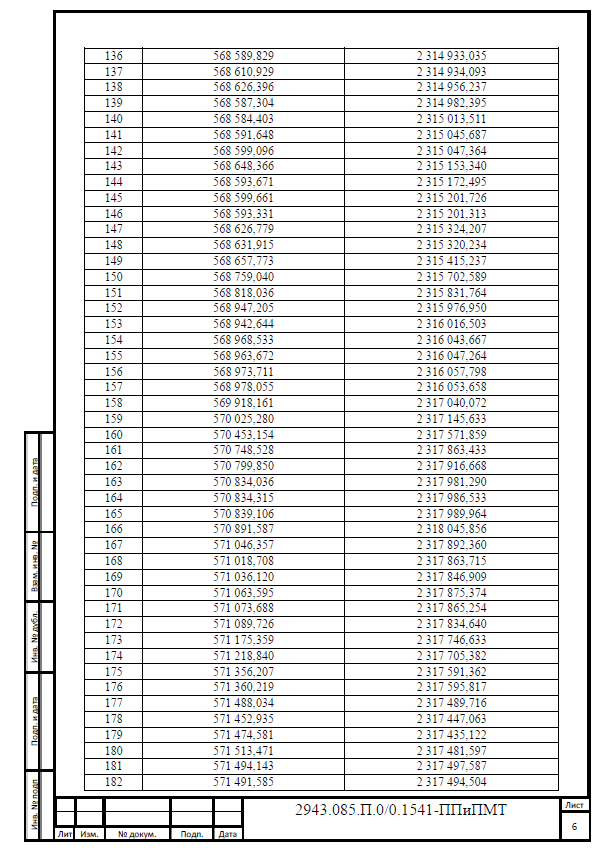 136 568 589,829 2 314 933,035
137 568 610,929 2 314 934,093
138 568 626,396 2 314 956,237
139 568 587,304 2 314 982,395
140 568 584,403 2 315 013,511
141 568 591,648 2 315 045,687
142 568 599,096 2 315 047,364
143 568 648,366 2 315 153,340
144 568 593,671 2 315 172,495
145 568 599,661 2 315 201,726
146 568 593,331 2 315 201,313
147 568 626,779 2 315 324,207
148 568 631,915 2 315 320,234
149 568 657,773 2 315 415,237
150 568 759,040 2 315 702,589
151 568 818,036 2 315 831,764
152 568 947,205 2 315 976,950
153 568 942,644 2 316 016,503
154 568 968,533 2 316 043,667
155 568 963,672 2 316 047,264
156 568 973,711 2 316 057,798
157 568 978,055 2 316 053,658
158 569 918,161 2 317 040,072
159 570 025,280 2 317 145,633
160 570 453,154 2 317 571,859
161 570 748,528 2 317 863,433
162 570 799,850 2 317 916,668
163 570 834,036 2 317 981,290
164 570 834,315 2 317 986,533
165 570 839,106 2 317 989,964
166 570 891,587 2 318 045,856
167 571 046,357 2 317 892,360
168 571 018,708 2 317 863,715
169 571 036,120 2 317 846,909
170 571 063,595 2 317 875,374
171 571 073,688 2 317 865,254
172 571 089,726 2 317 834,640
173 571 175,359 2 317 746,633
174 571 218,840 2 317 705,382
175 571 356,207 2 317 591,362
176 571 360,219 2 317 595,817
177 571 488,034 2 317 489,716
178 571 452,935 2 317 447,063
179 571 474,581 2 317 435,122
180 571 513,471 2 317 481,597
181 571 494,143 2 317 497,587
182 571 491,585 2 317 494,504
Подп. и дата
Взам. инв. №
Инв. № дубл.
Подп. и дата
Инв. № подп
Лит Изм. № докум. Подп. Дата
2943.085.П.0/0.1541-ППиПМТ
Лист
6